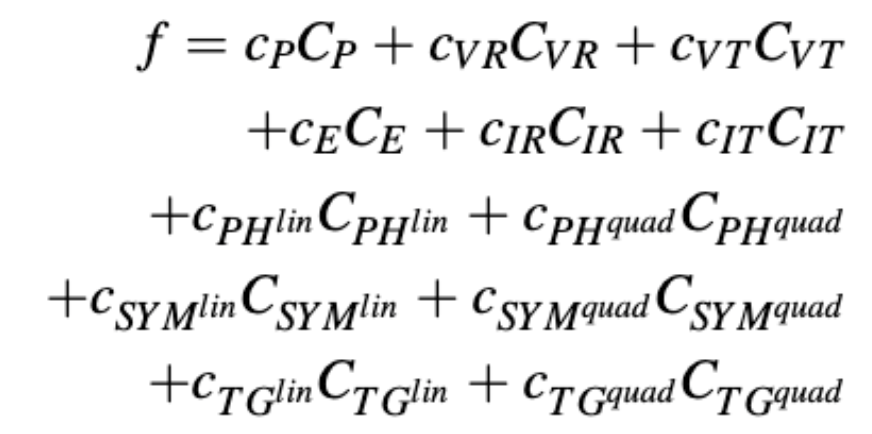 f = c_P C_P + c_{VR} C_{VR} + c_{VT} C_{VT}
+c_E C_E + c_{IR} C_{IR} + c_{IT} C_{IT}
+c_{PH^{lin}} C_{PH^{lin}} + c_{PH^{quad}} C_{PH^{quad}}
+c_{SYM^{lin}} C_{SYM^{lin}} + c_{SYM^{quad}} C_{SYM^{quad}}
+c_{TG^{lin}} C_{TG^{lin}} + c_{TG^{quad}} C_{TG^{quad}}